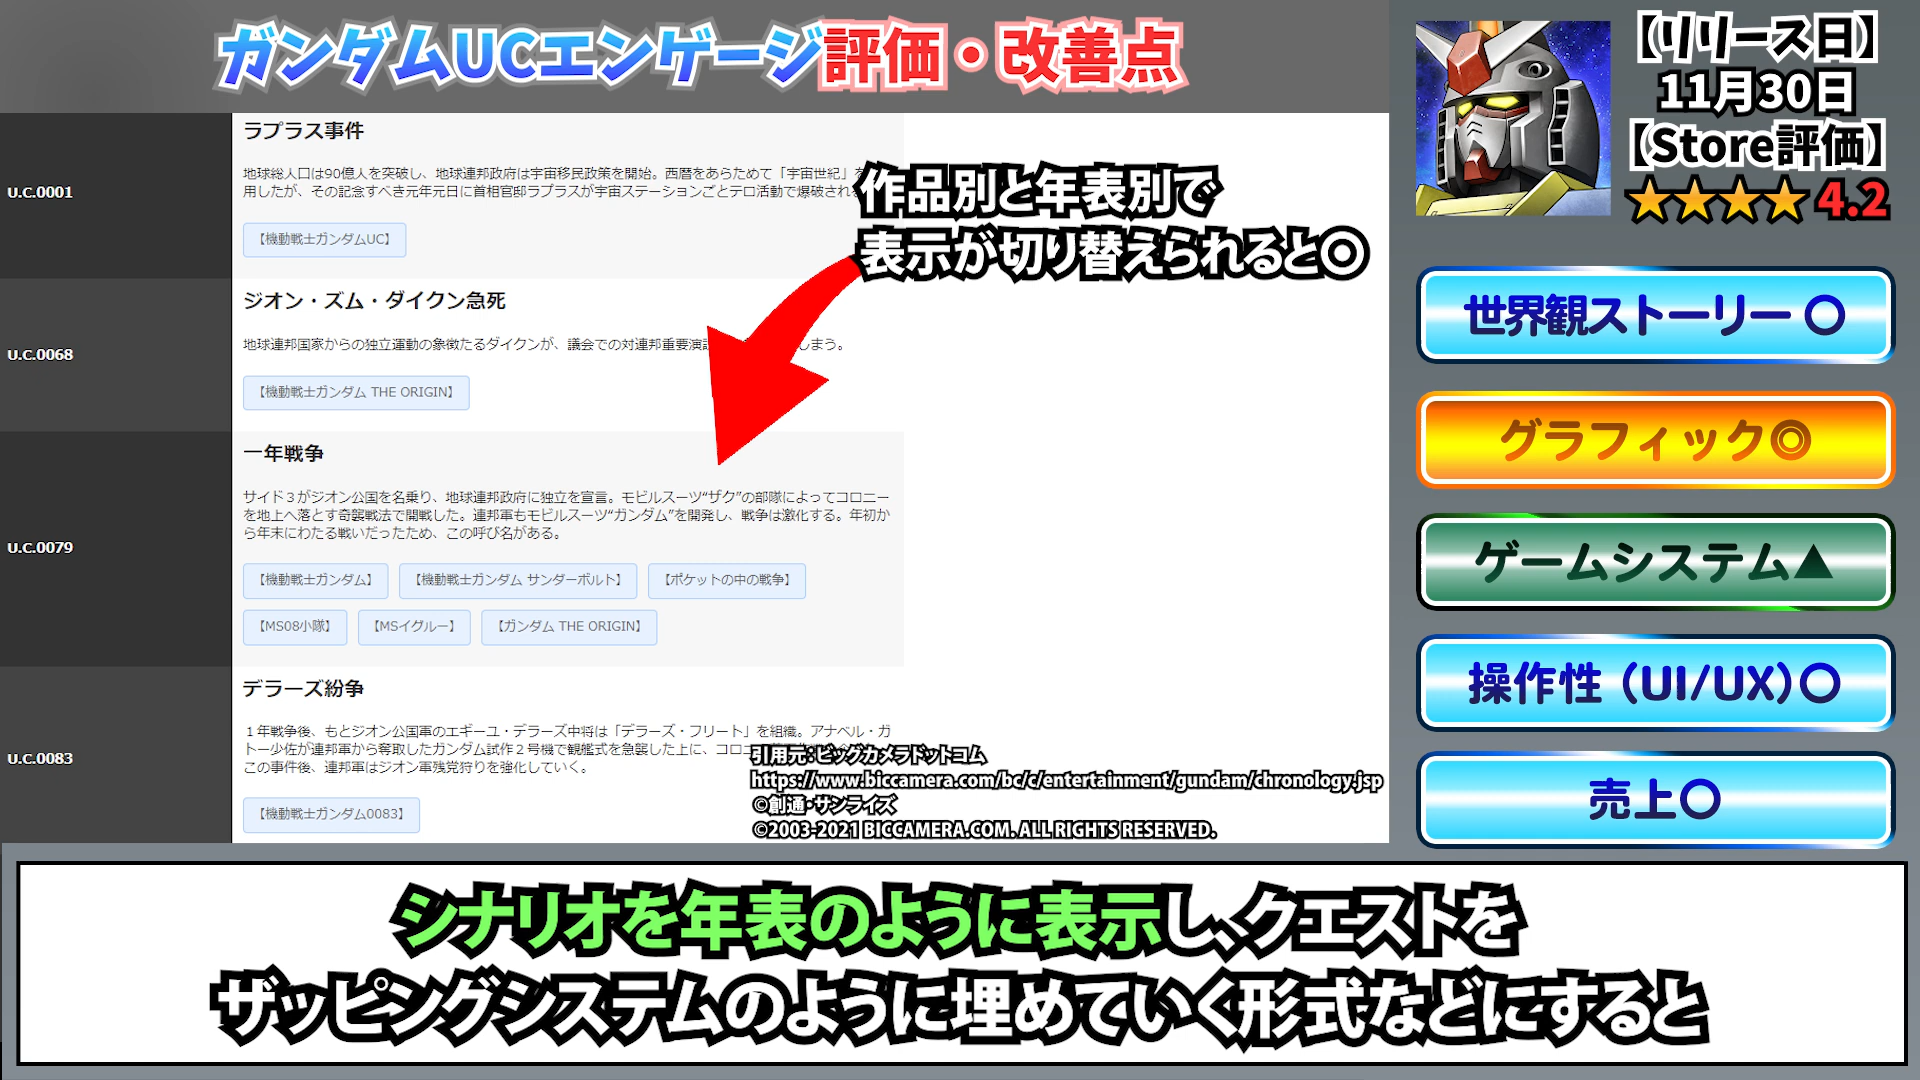 ガンダムUCエンゲージ評価・改善点
U.C.0001
ラプラス事件
地球総人口は90億人を突破し、地球連邦政府は宇宙移民政策を開始。西暦をあらためて「宇宙世紀」を
用したが、その記念すべき元年元日に首相官邸ラプラスが宇宙ステーションごとテロ活動で爆破され
【機動戦士ガンダムUC】
作品別と年表別で
表示が切り替えられると〇
U.C.0068
ジオン・ズム・ダイクン急死
地球連邦国家からの独立運動の象徴たるダイクンが、議会での対連邦重要演 しまう。
【機動戦士ガンダム THE ORIGIN】
U.C.0079
一年戦争
サイド３がジオン公国を名乗り、地球連邦政府に独立を宣言。モビルスーツ“ザク”の部隊によってコロニー
を地上へ落とす奇襲戦法で開戦した。連邦軍もモビルスーツ“ガンダム”を開発し、戦争は激化する。年初か
ら年末にわたる戦いだったため、この呼び名がある。
【機動戦士ガンダム】 【機動戦士ガンダム サンダーボルト】 【ポケットの中の戦争】
【MS08小隊】 【MSイグルー】 【ガンダム THE ORIGIN】
U.C.0083
デラーズ紛争
１年戦争後、もとジオン公国軍のエギーユ・デラーズ中将は「デラーズ・フリート」を組織。アナベル・ガ
トー少佐が連邦軍から奪取したガンダム試作２号機で観艦式を急襲した上に、コロニ
この事件後、連邦軍はジオン軍残党狩りを強化していく。
【機動戦士ガンダム0083】
引用元：ビックカメラドットコム
https://www.biccamera.com/bc/c/entertainment/gundam/chronology.jsp
©創通・サンライズ
©2003-2021 BICCAMERA.COM. ALL RIGHTS RESERVED.
【リリース日】
11月30日
【Store評価】
★★★★ 4.2
世界観ストーリー 〇
グラフィック◎
ゲームシステム▲
操作性（UI/UX）〇
売上〇
シナリオを年表のように表示し、クエストを
ザッピングシステムのように埋めていく形式などにすると